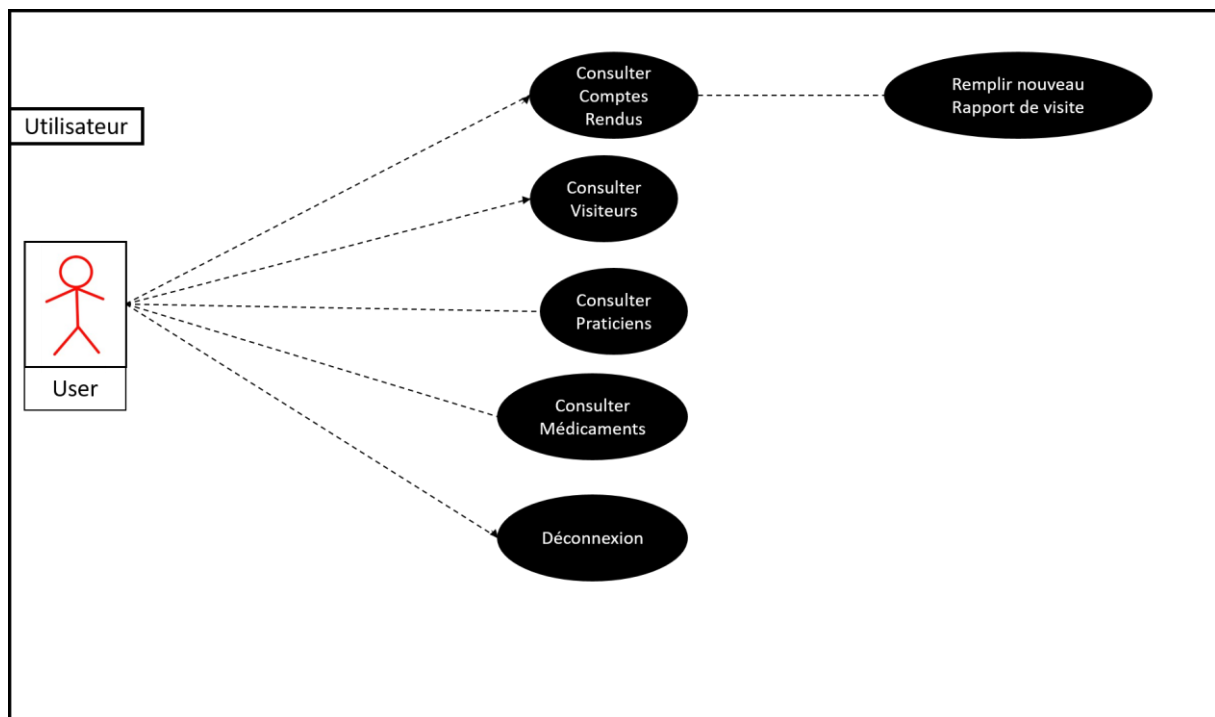 Utilisateur
User
Consulter
Comptes
Rendus
Remplir nouveau
Rapport de visite
Consulter
Visiteurs
Consulter
Praticiens
Consulter
Médicaments
Déconnexion